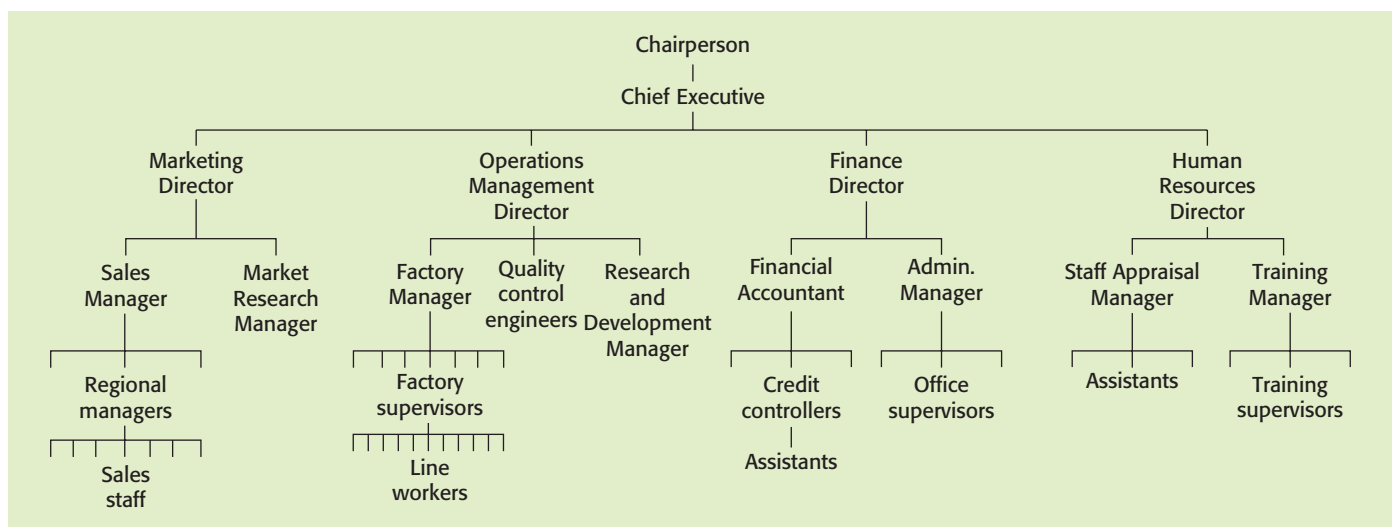 Chairperson
Chief Executive
Marketing
Director
Operations
Management
Director
Finance
Director
Human
Resources
Director
Sales
Manager
Market
Research
Manager
Factory
Manager
Quality
control
engineers
Research
and
Development
Manager
Financial
Accountant
Admin.
Manager
Staff Appraisal
Manager
Training
Manager
Regional
managers
Factory
supervisors
Credit
controllers
Office
supervisors
Assistants
Training
supervisors
Sales
staff
Line
workers
Assistants